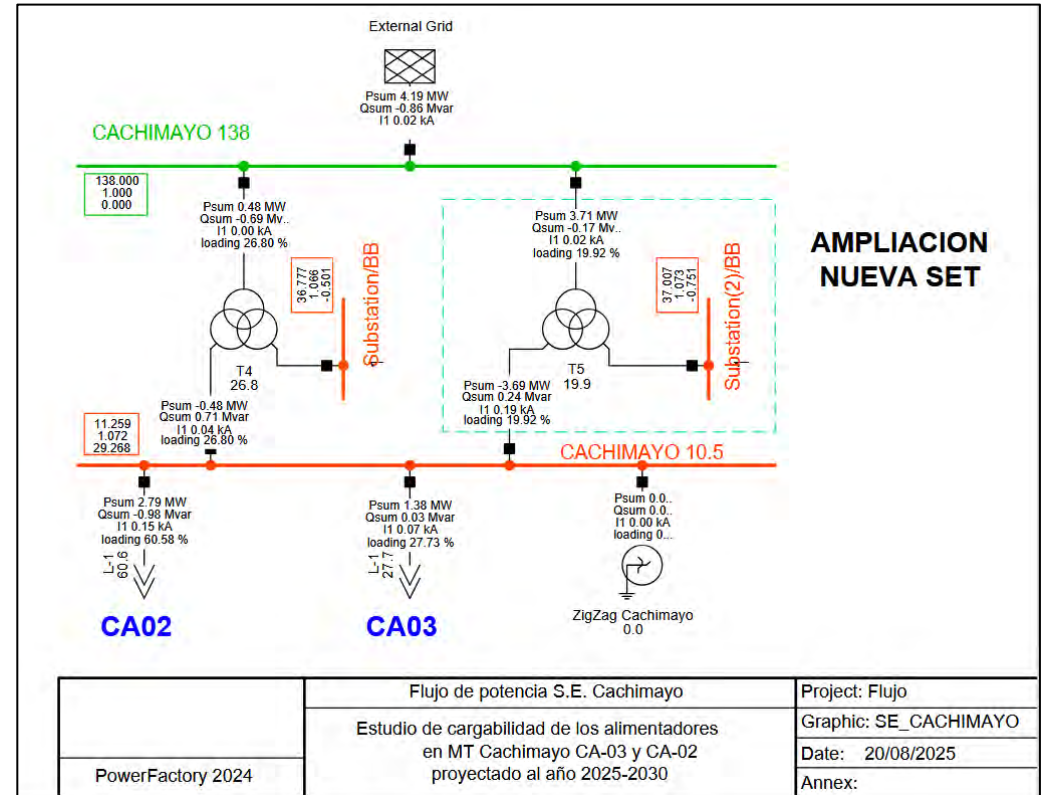 External Grid
Psum 4.19 MW
Qsum -0.86 Mvar
I1 0.02 kA
CACHIMAYO 138
138.000
1.000
0.000
Psum 0.48 MW
Qsum -0.69 Mv..
I1 0.00 kA
loading 26.80 %
36.777
1.066
-0.501
Substation/BB
T4
26.8
Psum 3.71 MW
Qsum -0.17 Mv..
I1 0.02 kA
loading 19.92 %
37.007
1.073
-0.751
Substation(2)/BB
T5
19.9
AMPLIACION
NUEVA SET
Psum -0.48 MW
Qsum 0.71 Mvar
I1 0.04 kA
loading 26.80 %
Psum -3.69 MW
Qsum 0.24 Mvar
I1 0.19 kA
loading 19.92 %
11.259
1.072
29.268
CACHIMAYO 10.5
Psum 2.79 MW
Qsum -0.98 Mvar
I1 0.15 kA
loading 60.58 %
L-1
60.6
CA02
Psum 1.38 MW
Qsum 0.03 Mvar
I1 0.07 kA
loading 27.73 %
L-1
27.7
CA03
Psum 0.0..
Qsum 0.0..
I1 0.00 kA
loading 0...
ZigZag Cachimayo
0.0
PowerFactory 2024
Flujo de potencia S.E. Cachimayo
Estudio de cargabilidad de los alimentadores
en MT Cachimayo CA-03 y CA-02
proyectado al año 2025-2030
Project: Flujo
Graphic: SE_CACHIMAYO
Date: 20/08/2025
Annex: